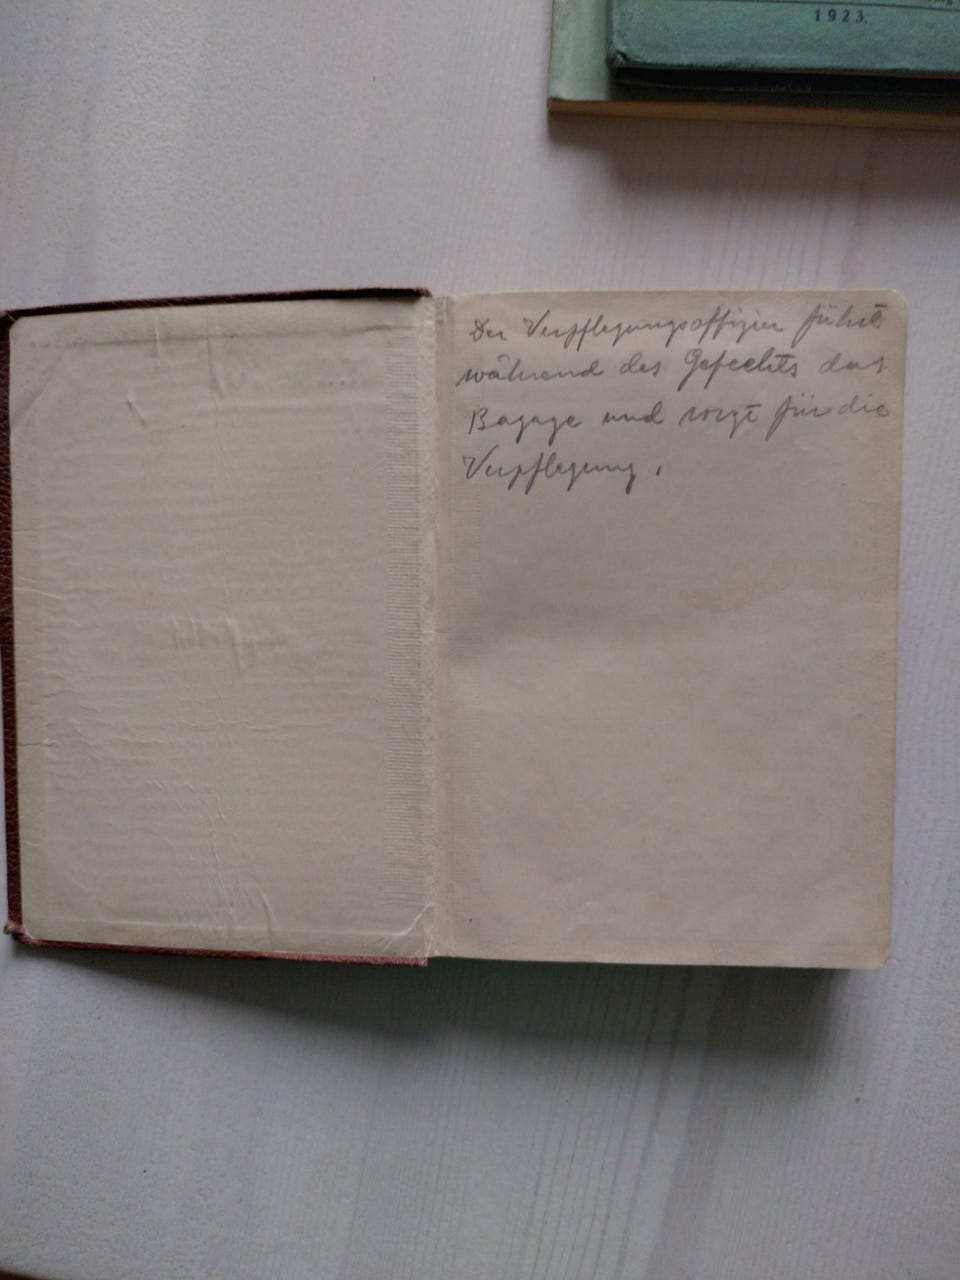 1923.
Der Verpflegungsoffizier führt
während des Gefechts das
Bagage und sorgt für die
Verpflegung.